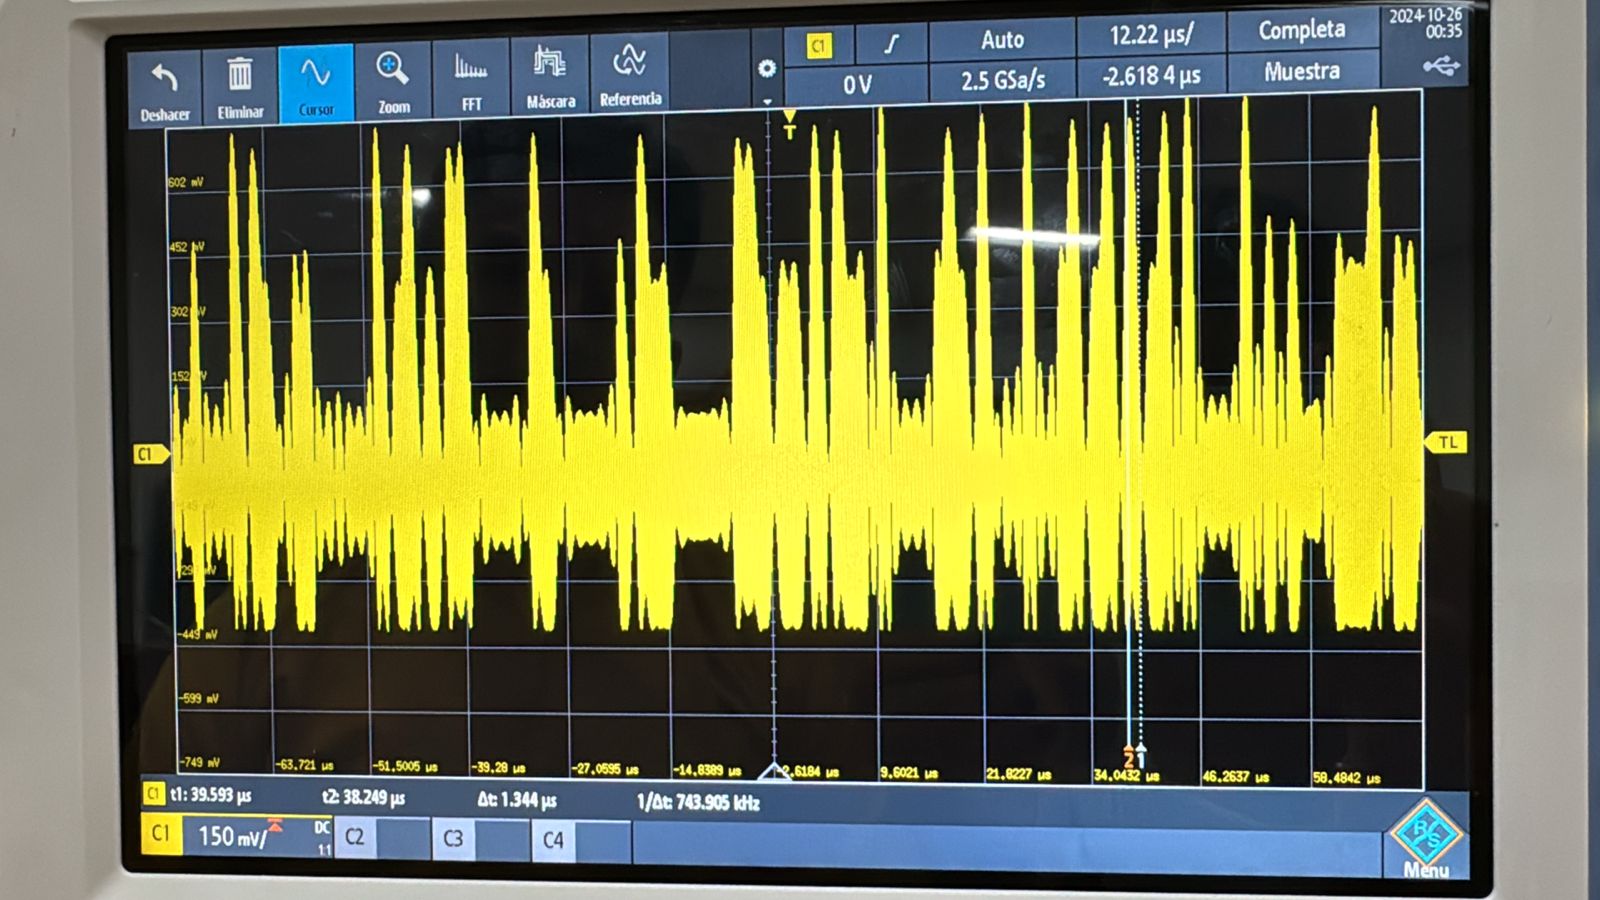 Deshacer
Eliminar
Cursor
Zoom
FFT
Máscara
Referencia
C1
Auto
12.22 µs/
Completa
2024-10-26
00:35
0 V
2.5 GSa/s
-2.618 4 µs
Muestra
T
602 mV
452 mV
302 mV
C1
TL
-449 mV
-599 mV
-749 mV
-63.721 µs
-51.5005 µs
-39.28 µs
-27.0595 µs
-14.8389 µs
-2.6184 µs
9.6021 µs
21.8227 µs
34.0432 µs
46.2637 µs
58.4842 µs
2
1
C1
t1: 39.593 µs
t2: 38.249 µs
Δt: 1.344 µs
1/Δt: 743.905 kHz
C1
150 mV/
DC
1:1
C2
C3
C4
R S
Menu